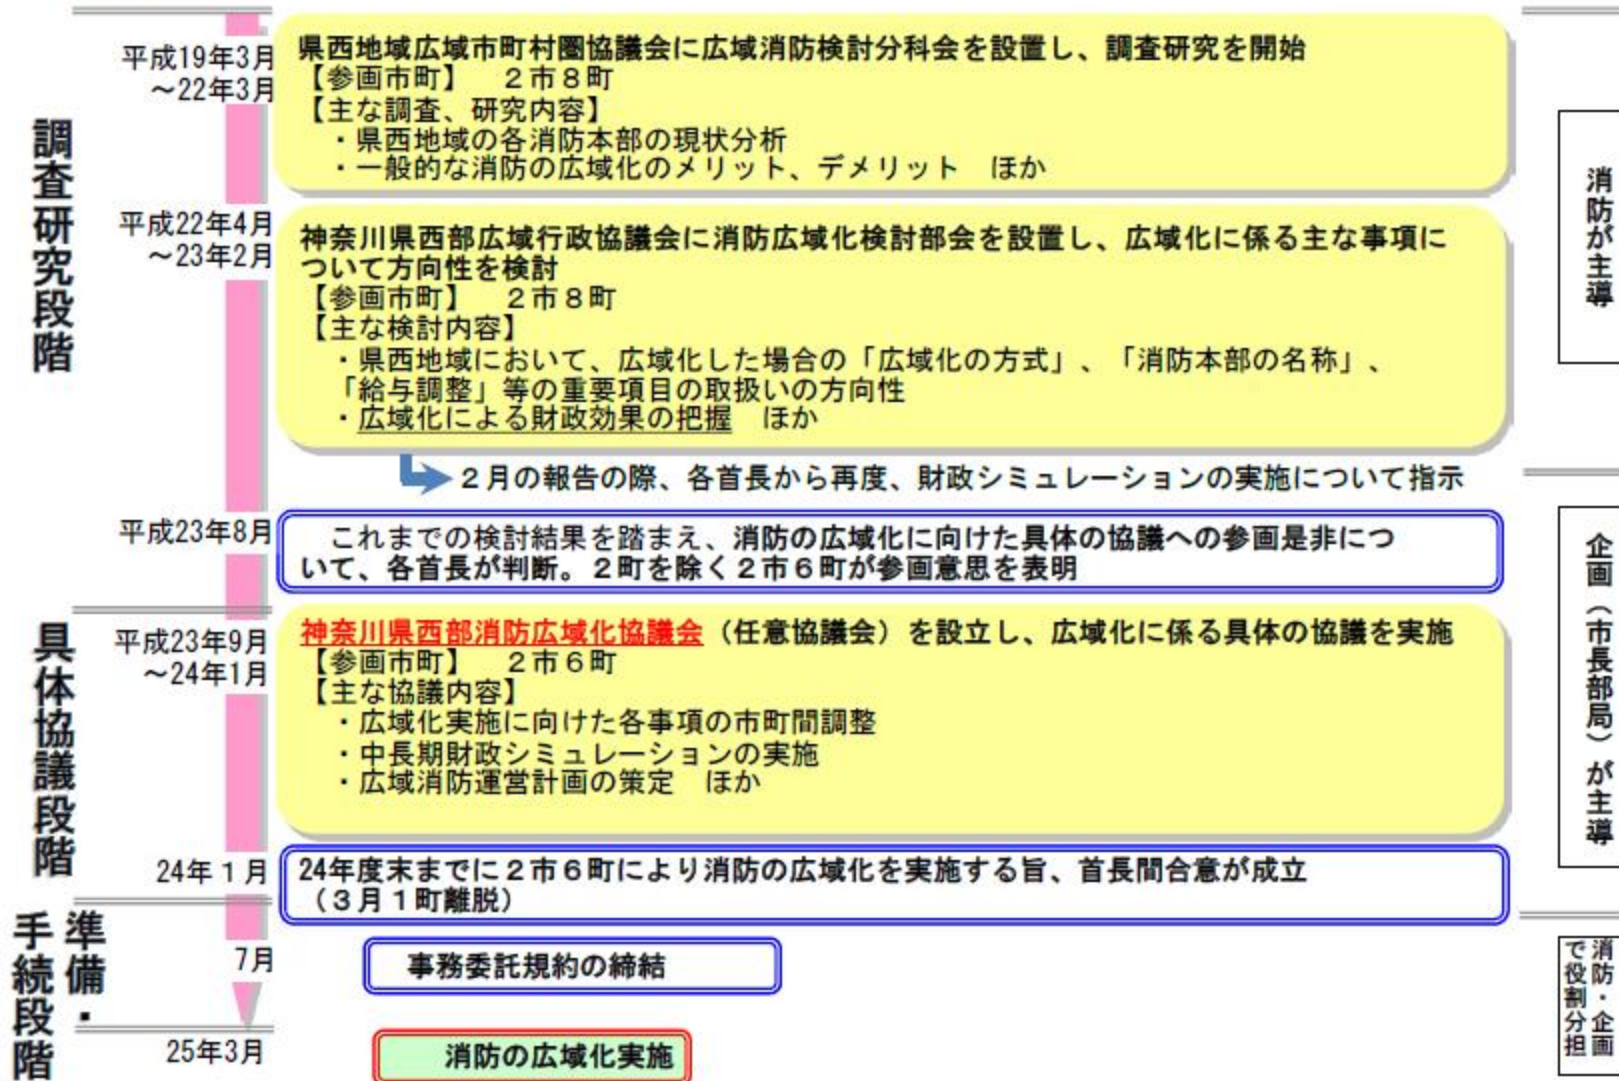 調査研究段階
平成19年3月
～22年3月
県西地域広域市町村圏協議会に広域消防検討分科会を設置し、調査研究を開始
【参画市町】　２市８町
【主な調査、研究内容】
・県西地域の各消防本部の現状分析
・一般的な消防の広域化のメリット、デメリット　ほか
消防が主導
平成22年4月
～23年2月
神奈川県西部広域行政協議会に消防広域化検討部会を設置し、広域化に係る主な事項に
ついて方向性を検討
【参画市町】　２市８町
【主な検討内容】
・県西地域において、広域化した場合の「広域化の方式」、「消防本部の名称」、
「給与調整」等の重要項目の取扱いの方向性
・広域化による財政効果の把握　ほか
２月の報告の際、各首長から再度、財政シミュレーションの実施について指示
平成23年8月
これまでの検討結果を踏まえ、消防の広域化に向けた具体の協議への参画是非につ
いて、各首長が判断。２町を除く２市６町が参画意思を表明
企画（市長部局）が主導
具体協議段階
平成23年9月
～24年1月
神奈川県西部消防広域化協議会（任意協議会）を設立し、広域化に係る具体の協議を実施
【参画市町】　２市６町
【主な協議内容】
・広域化実施に向けた各事項の市町間調整
・中長期財政シミュレーションの実施
・広域消防運営計画の策定　ほか
24年１月
24年度末までに２市６町により消防の広域化を実施する旨、首長間合意が成立
（３月１町離脱）
準備・
手続段階
7月
事務委託規約の締結
消防・企画
で役割分担
25年3月
消防の広域化実施